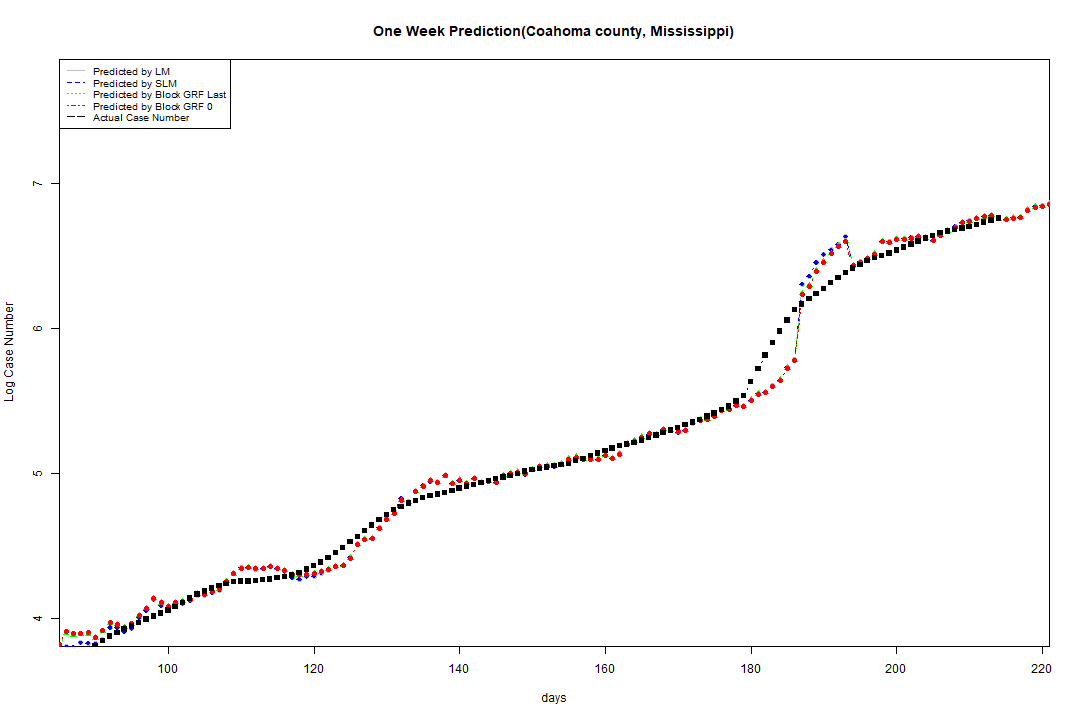 One Week Prediction(Coahoma county, Mississippi)
Predicted by LM
Predicted by SLM
Predicted by Block GRF Last
Predicted by Block GRF 0
Actual Case Number
7
6
5
4
Log Case Number
100 120 140 160 180 200 220
days